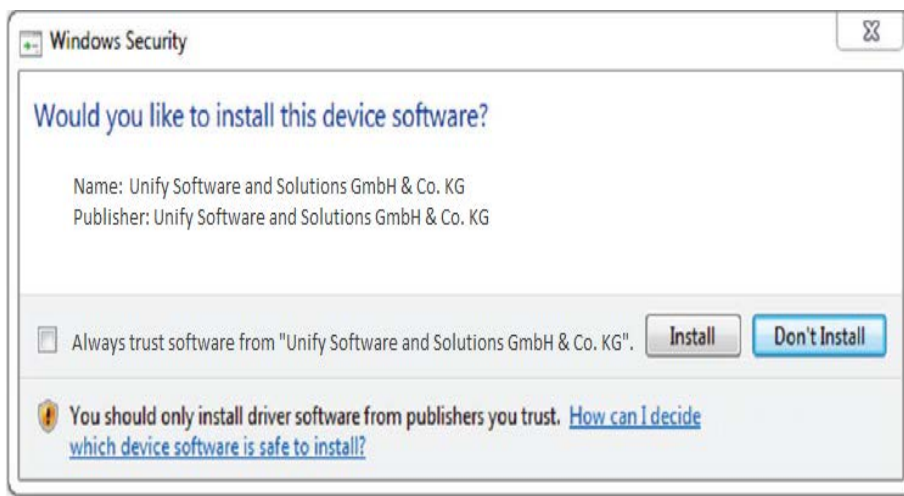 Windows Security
Would you like to install this device software?
Name: Unify Software and Solutions GmbH & Co. KG
Publisher: Unify Software and Solutions GmbH & Co. KG
Always trust software from "Unify Software and Solutions GmbH & Co. KG".
Install
Don't Install
You should only install driver software from publishers you trust. How can I decide
which device software is safe to install?